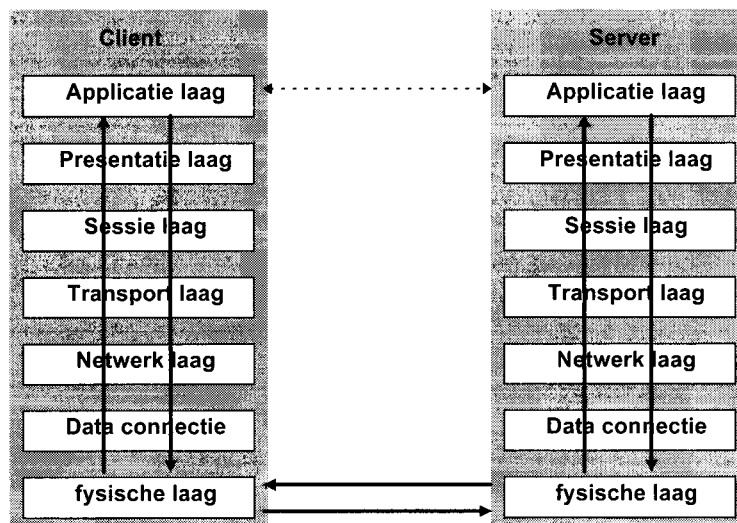 Client
Applicatie laag
Presentatie laag
Sessie laag
Transport laag
Netwerk laag
Data connectie
fysische laag
Server
Applicatie laag
Presentatie laag
Sessie laag
Transport laag
Netwerk laag
Data connectie
fysische laag